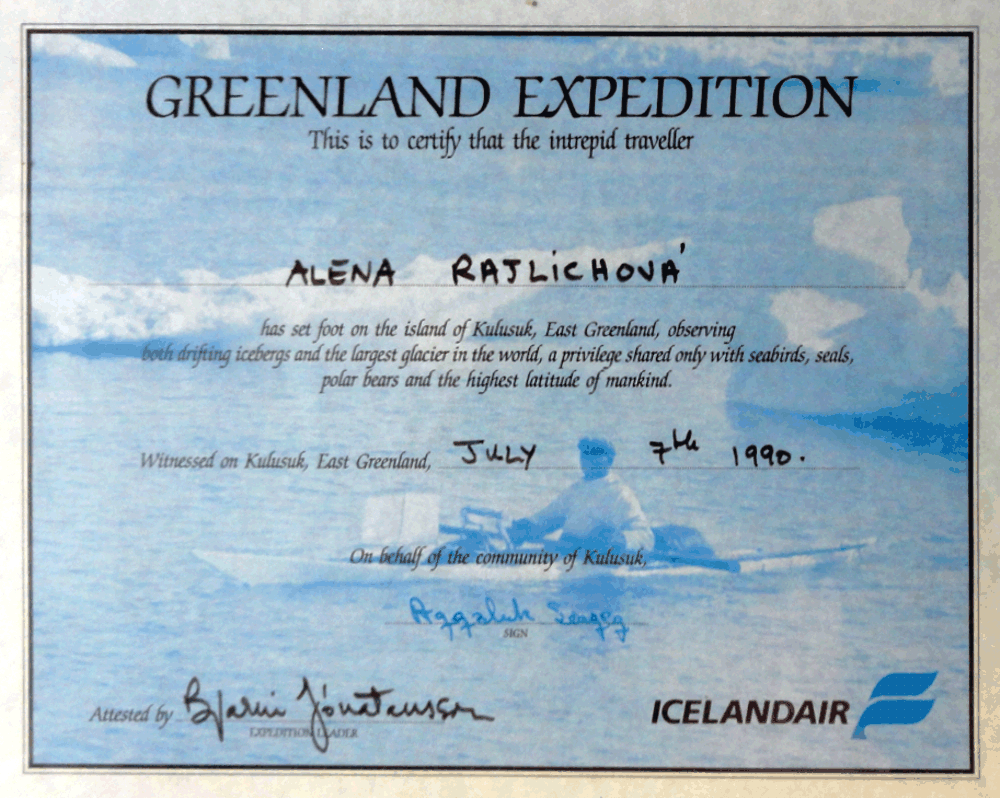 GREENLAND EXPEDITION
This is to certify that the intrepid traveller
ALENA RAJLICHOVÁ
has set foot on the island of Kulusuk, East Greenland, observing
both drifting icebergs and the largest glacier in the world, a privilege shared only with seabirds, seals,
polar bears and the highest latitude of mankind.
Witnessed on Kulusuk, East Greenland, JULY 7th 1990.
On behalf of the community of Kulusuk,
Aqqaluk
SIGN
Attested by Bjarni Jónatansson
EXPEDITION LEADER
ICELANDAIR